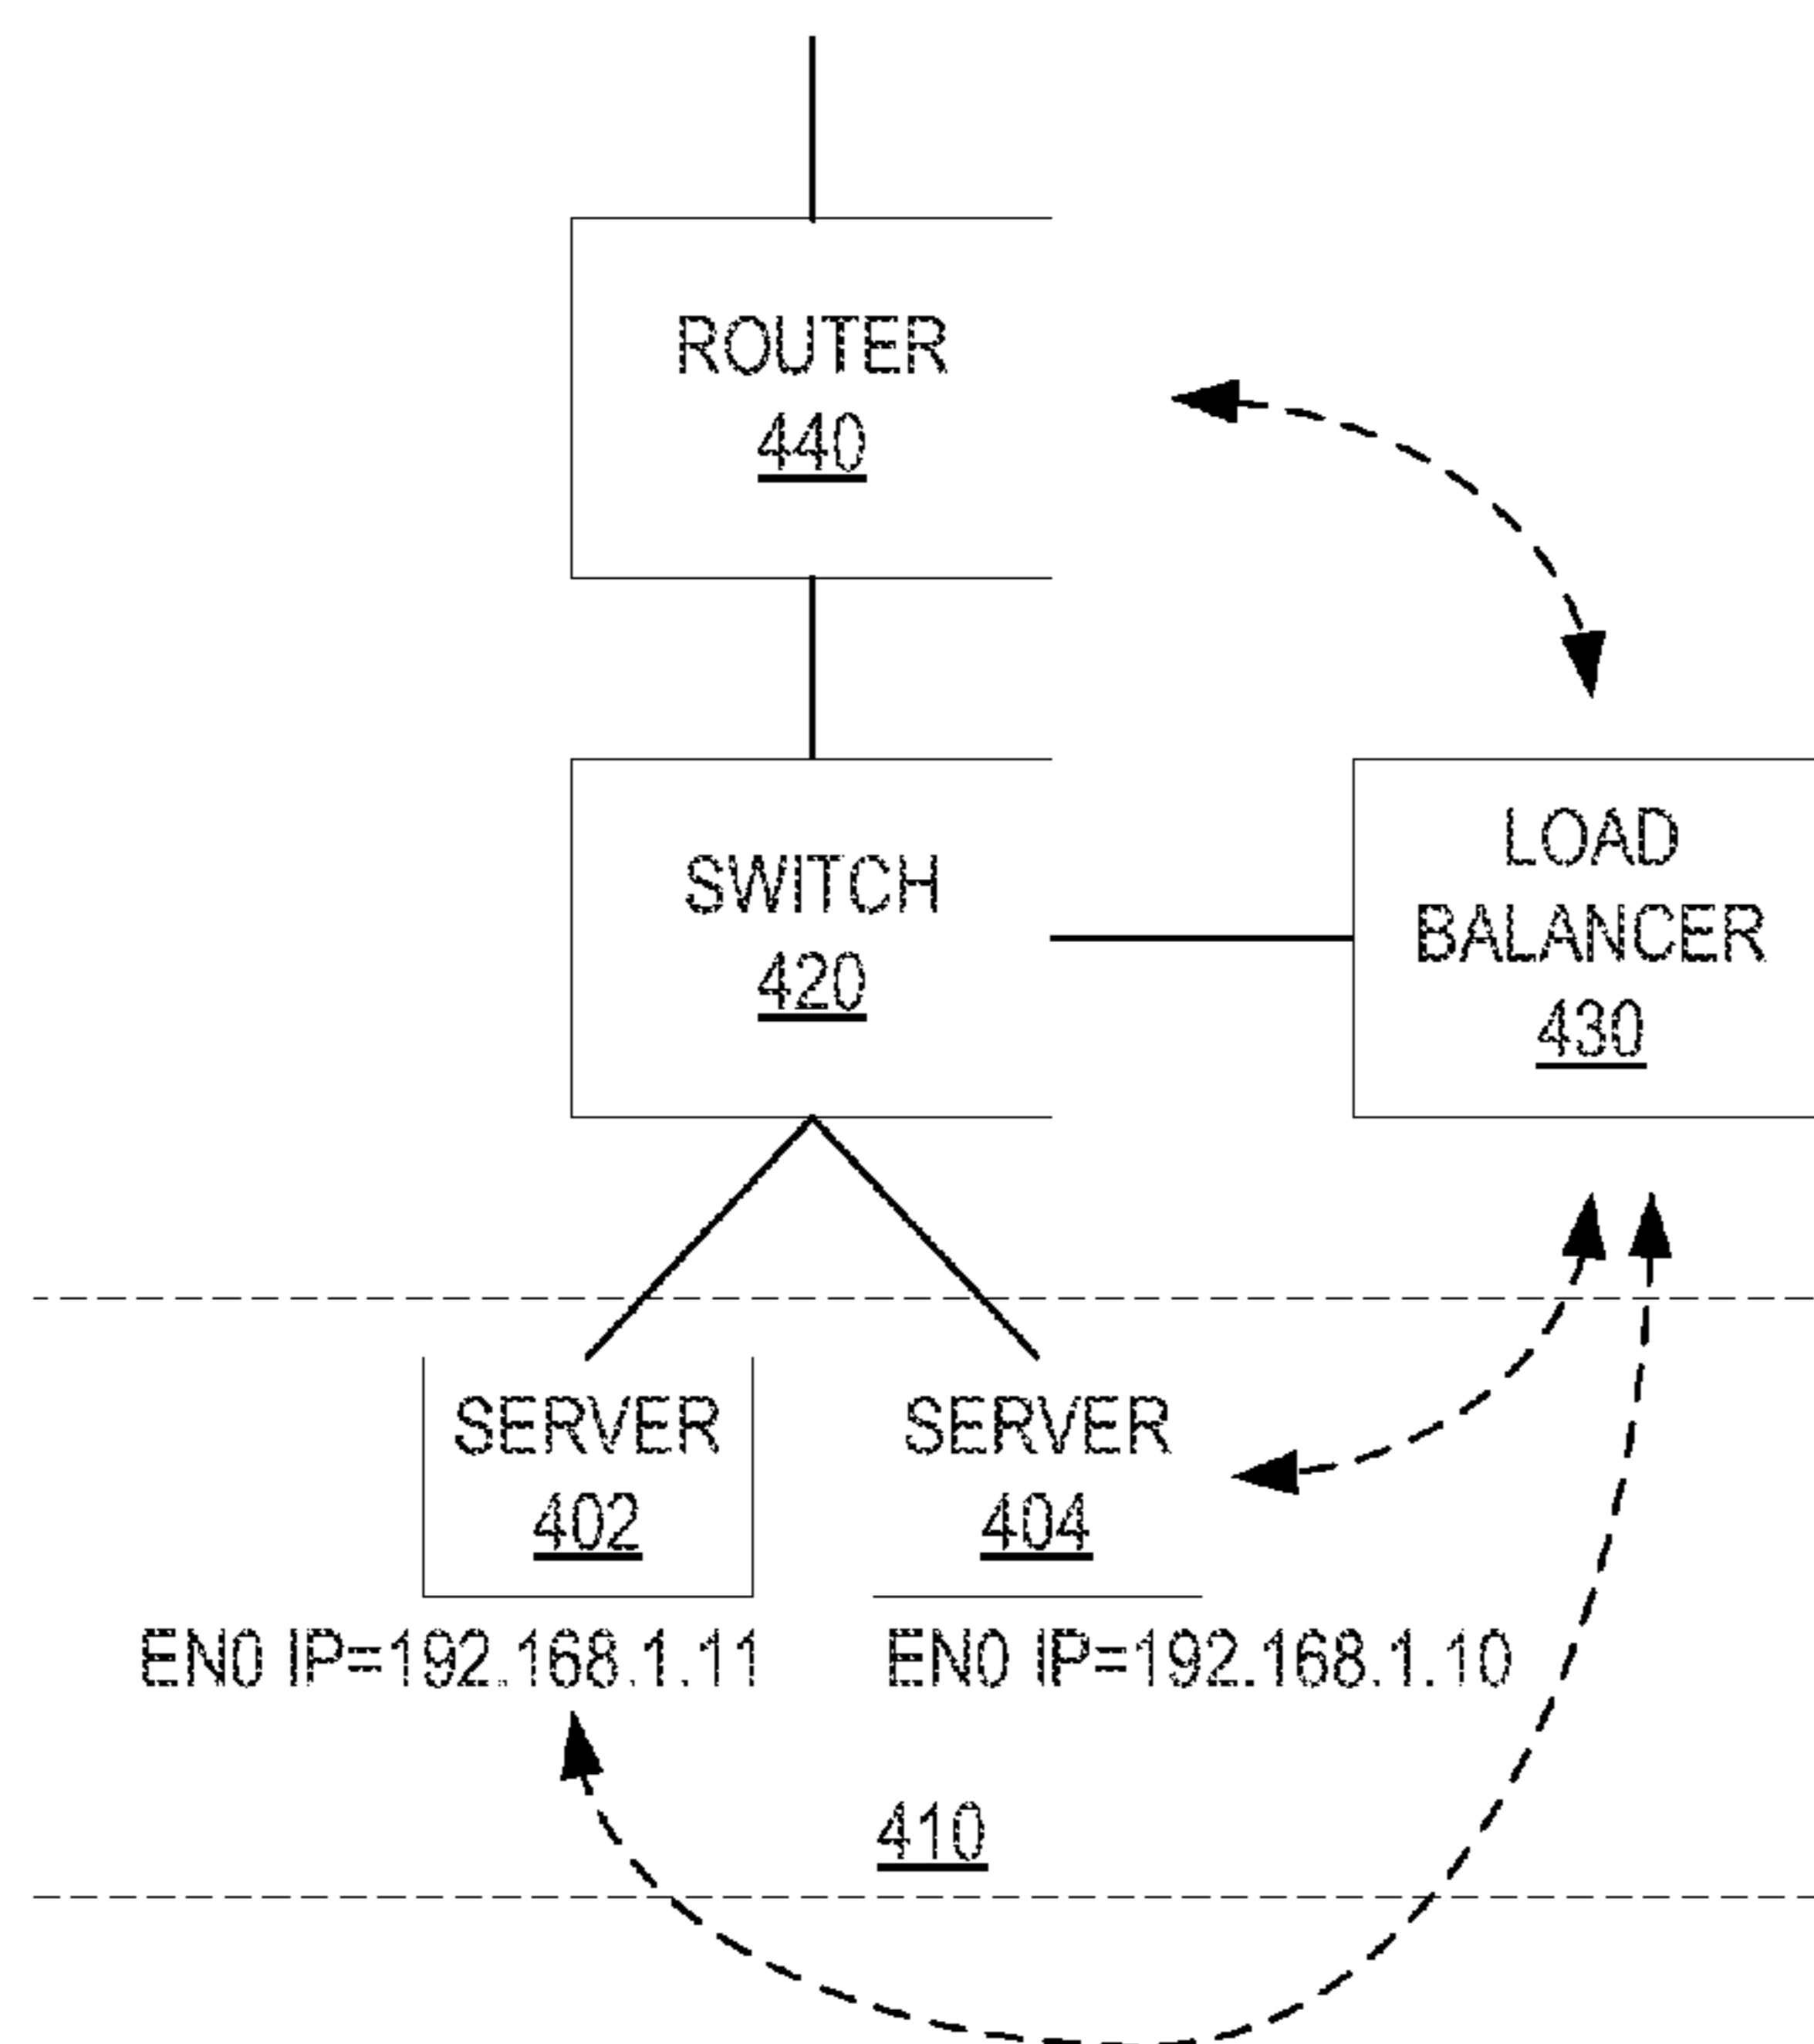 ROUTER
440
SWITCH
420
LOAD
BALANCER
430
SERVER
402
SERVER
404
EN0 IP=192.168.1.11
EN0 IP=192.168.1.10
410